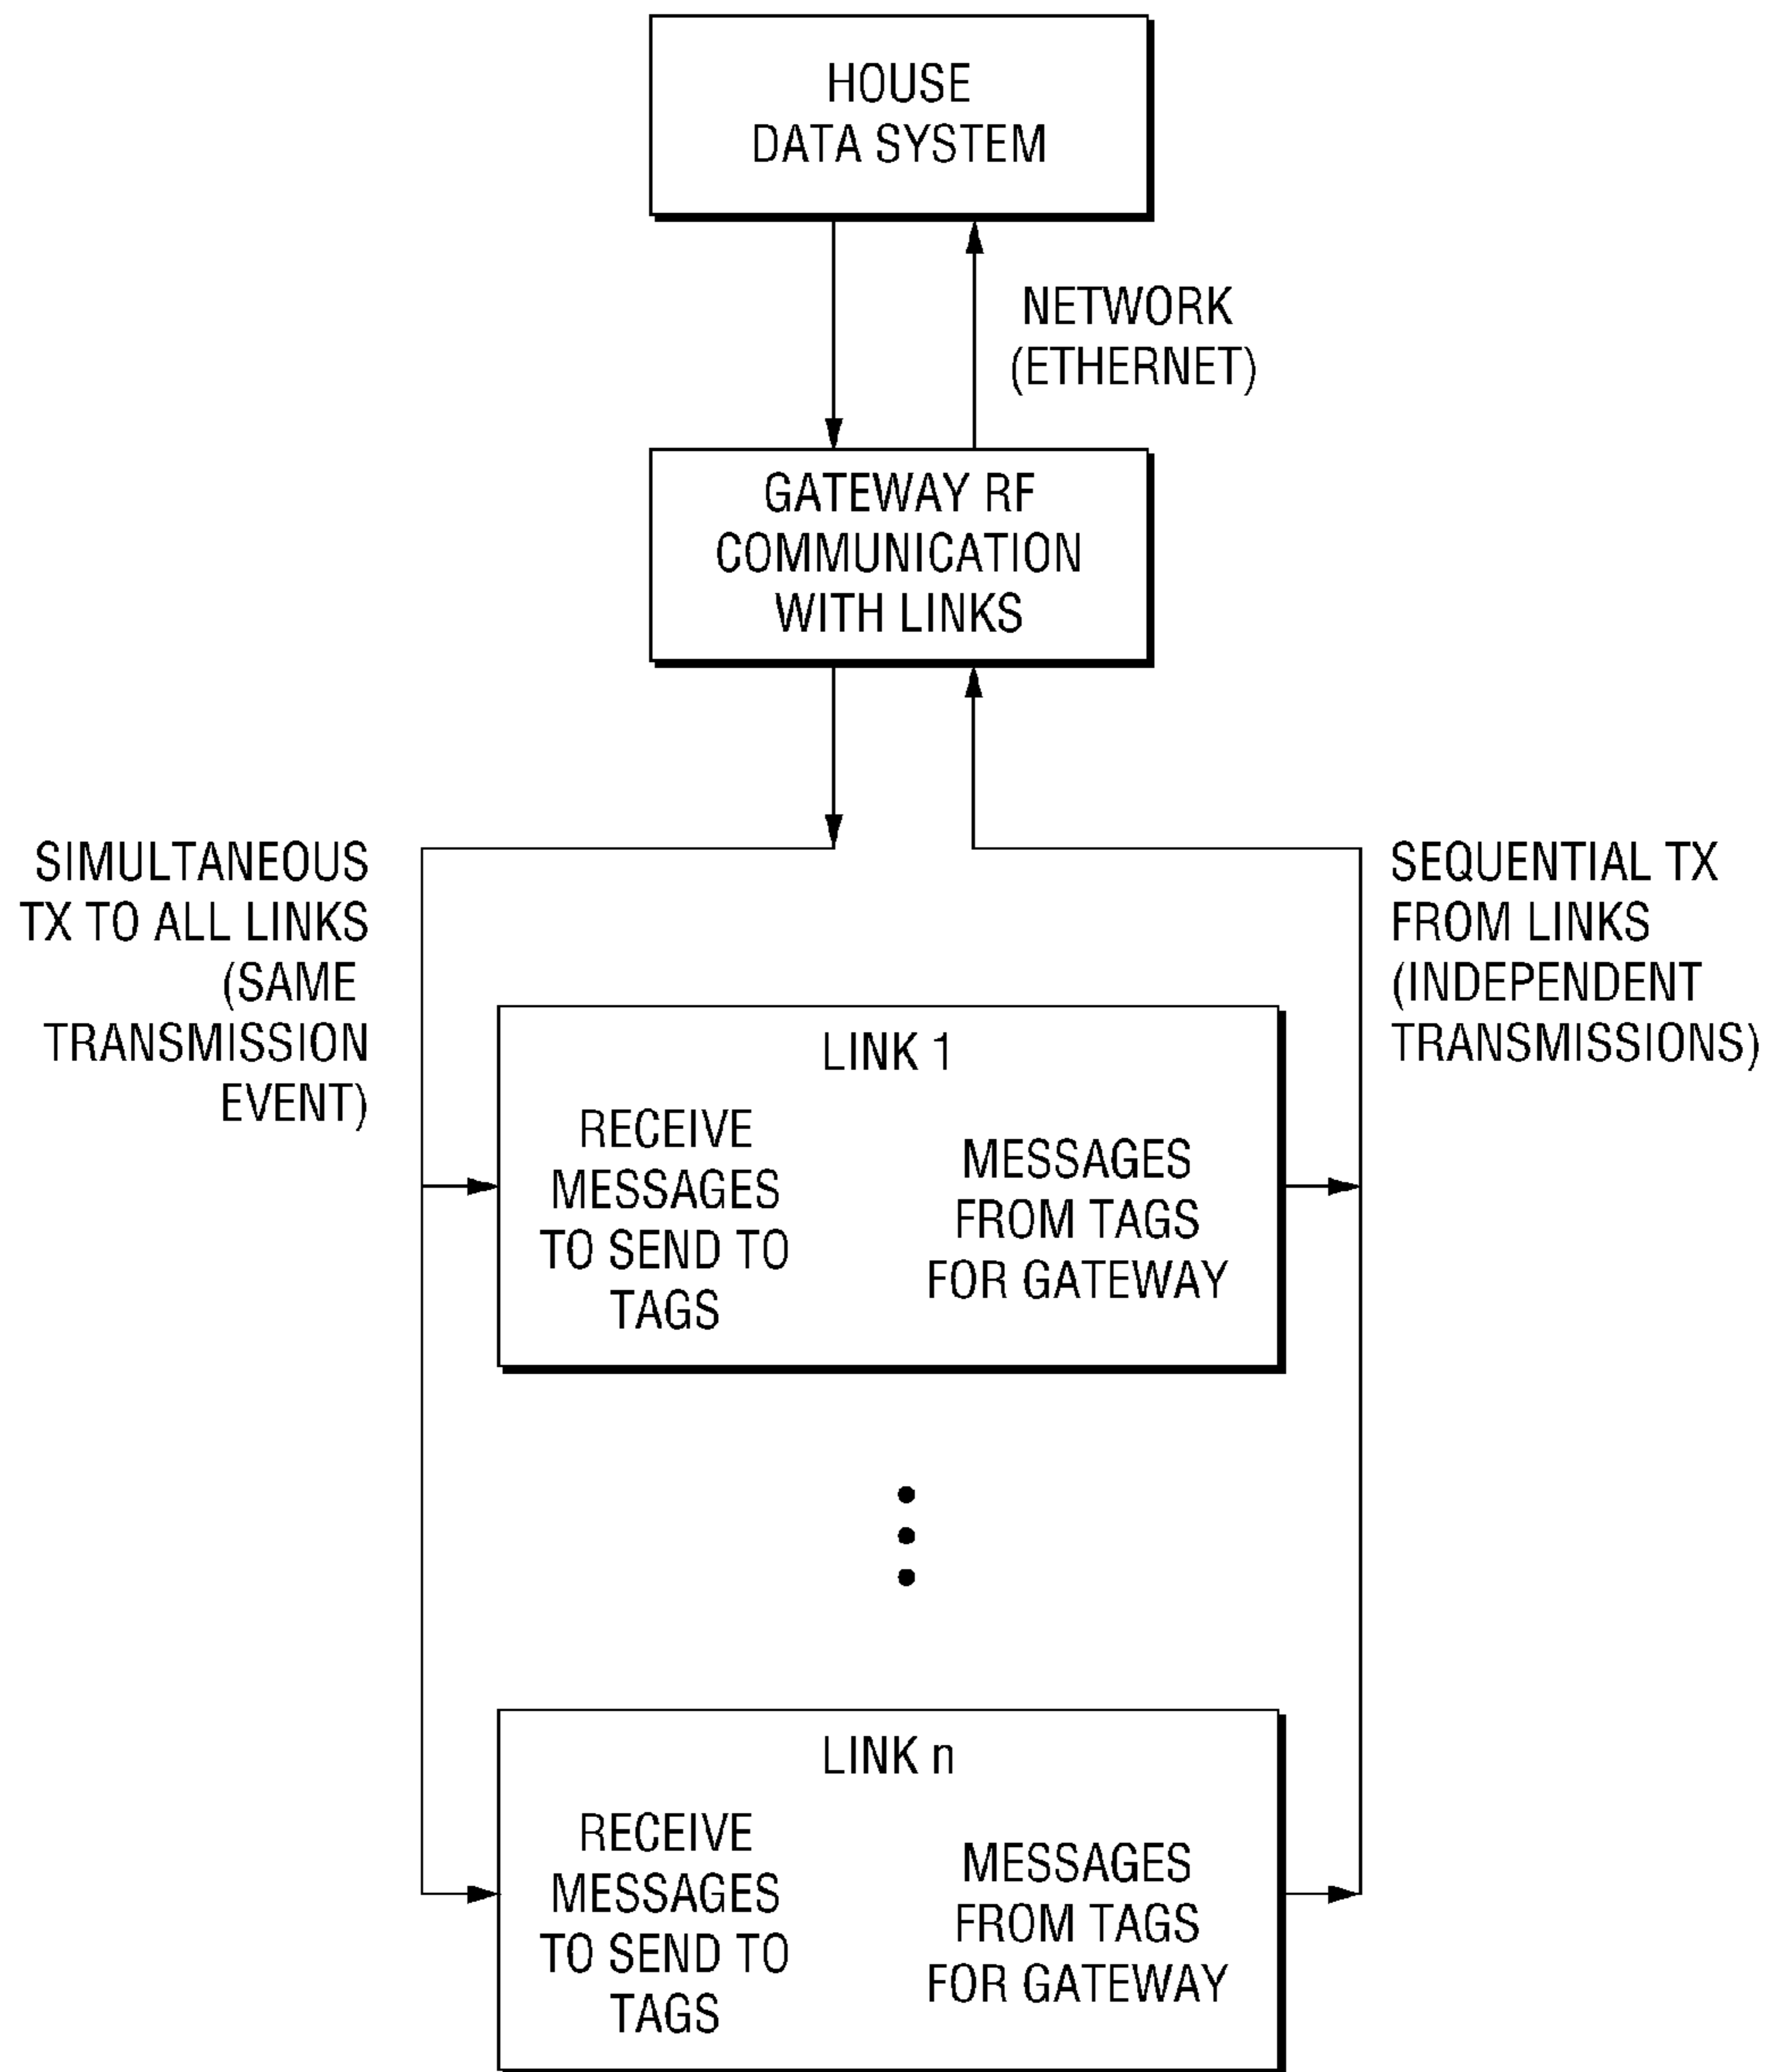 HOUSE
DATA SYSTEM
NETWORK
(ETHERNET)
GATEWAY RF
COMMUNICATION
WITH LINKS
SIMULTANEOUS
TX TO ALL LINKS
(SAME
TRANSMISSION
EVENT)
SEQUENTIAL TX
FROM LINKS
(INDEPENDENT
TRANSMISSIONS)
LINK 1
RECEIVE
MESSAGES
TO SEND TO
TAGS
MESSAGES
FROM TAGS
FOR GATEWAY
LINK n
RECEIVE
MESSAGES
TO SEND TO
TAGS
MESSAGES
FROM TAGS
FOR GATEWAY